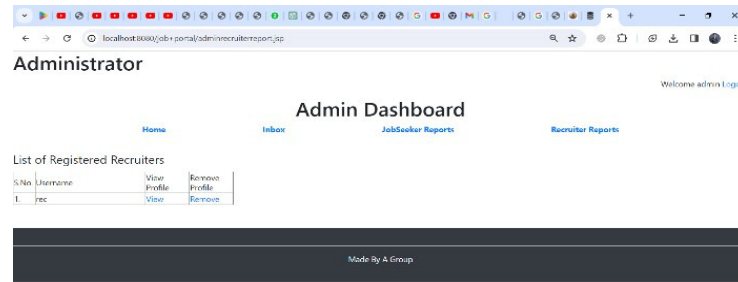 localhost:8080/job+portal/adminrecruiterreport.jsp
Administrator
Welcome admin Logo
Admin Dashboard
Home Inbox JobSeeker Reports Recruiter Reports
List of Registered Recruiters
S.No Username View Profile Remove Profile
1. rec View Remove
Made By A Group